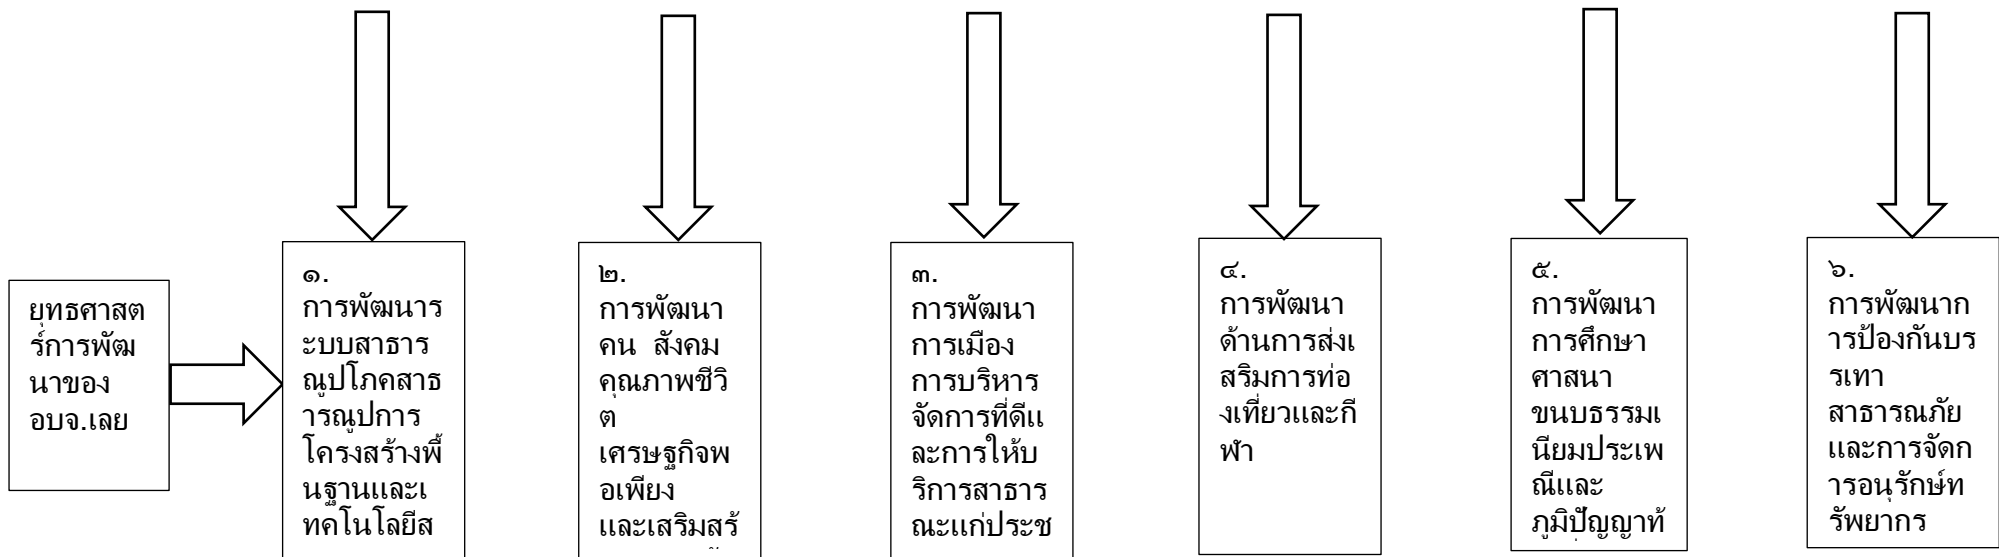 ยุทธศาสต
ร์การพัฒ
นาของ
อบจ.เลย
๑.
การพัฒนาร
ะบบสาธาร
ณูปโภคสาธ
ารณูปการ
โครงสร้างพื้
นฐานและเ
ทคโนโลยีส
๒.
การพัฒนา
คน สังคม
คุณภาพชีวิ
ต
เศรษฐกิจพ
อเพียง
และเสริมสร้
๓.
การพัฒนา
การเมือง
การบริหาร
จัดการที่ดีแ
ละการให้บ
ริการสาธาร
ณะแก่ประช
๔.
การพัฒนา
ด้านการส่งเ
สริมการท่อ
งเที่ยวและกี
ฬา
๕.
การพัฒนา
การศึกษา
ศาสนา
ขนบธรรมเ
นียมประเพ
ณีและ
ภูมิปัญญาท้
๖.
การพัฒนาก
ารป้องกันบร
รเทา
สาธารณภัย
และการจัดก
ารอนุรักษ์ท
รัพยากร